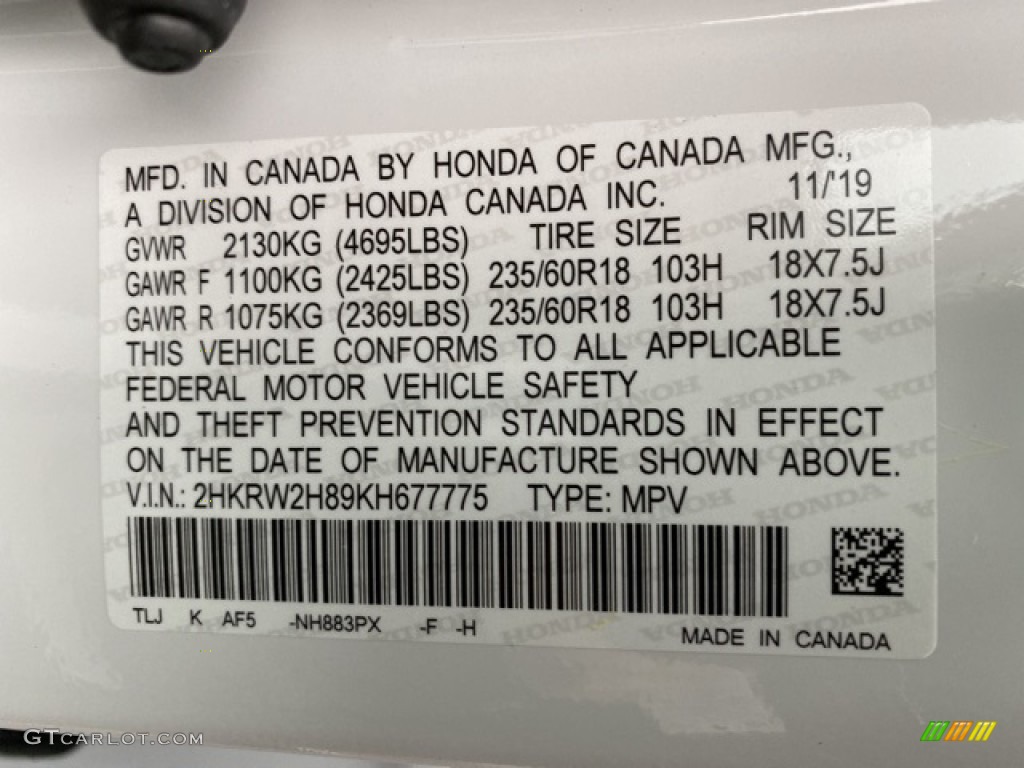 MFD. IN CANADA BY HONDA OF CANADA MFG.,
A DIVISION OF HONDA CANADA INC. 11/'19
GVWR 2130KG (4695LBS) TIRE SIZE RIM SIZE
GAWR F 1100KG (2425LBS) 235/60R18 103H 18X7.5J
GAWR R 1075KG (2369LBS) 235/60R18 103H 18X7.5J
THIS VEHICLE CONFORMS TO ALL APPLICABLE
FEDERAL MOTOR VEHICLE SAFETY
AND THEFT PREVENTION STANDARDS IN EFFECT
ON THE DATE OF MANUFACTURE SHOWN ABOVE.
V.I.N.: 2HKRW2H89KH677775 TYPE: MPV
TLJ K AF5 -NH883PX -F -H
MADE IN CANADA
GTCARLOT.COM